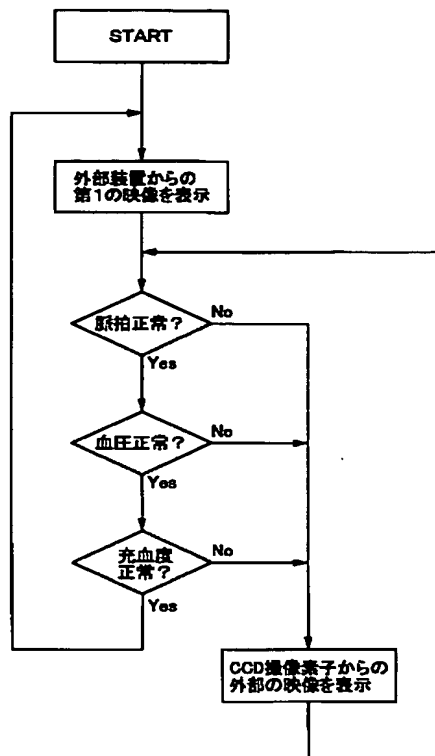 START
外部装置からの
第1の映像を表示
脈拍正常?
No
Yes
血圧正常?
No
Yes
充血度
正常?
No
Yes
CCD撮像素子からの
外部の映像を表示